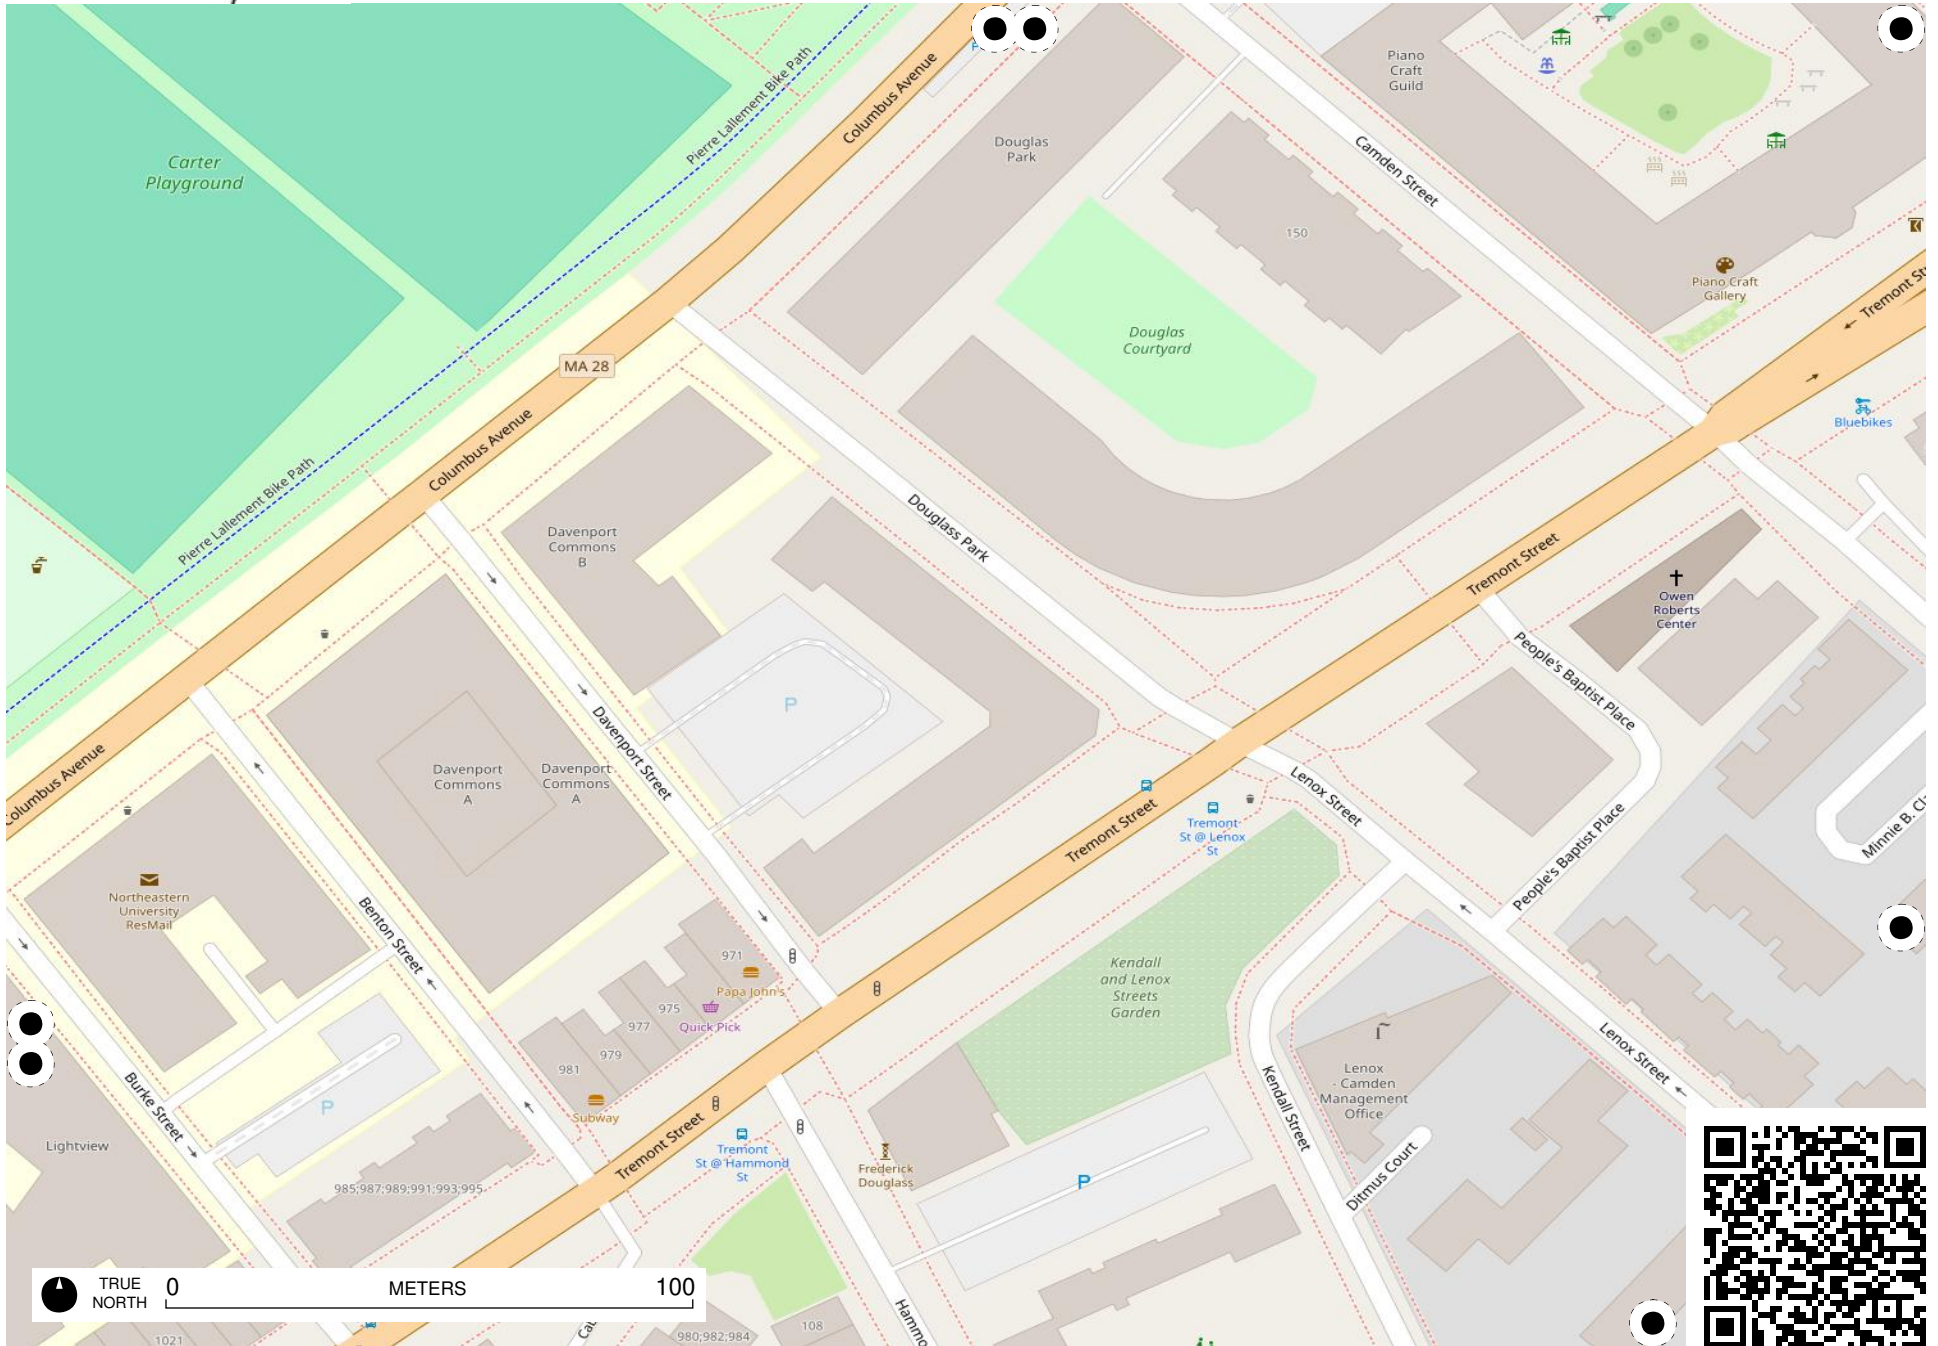 Columbus Avenue
Pierre Lallement Bike Path
Carter
Playground
Piano
Craft
Guild
Douglas
Park
Camden Street
150
Piano Craft
Gallery
Tremont St
Douglas
Courtyard
MA 28
Bluebikes
Columbus Avenue
Pierre Lallement Bike Path
Davenport
Commons
B
Douglass Park
Tremont Street
Owen
Roberts
Center
People's Baptist Place
P
Davenport Street
Columbus Avenue
Davenport
Commons
A
Davenport
Commons
A
Lenox Street
Tremont Street
Tremont
St @ Lenox
St
People's Baptist Place
Minnie B. Cl
Northeastern
University
ResMail
Benton Street
971
Papa John's
975
Quick Pick
977
979
981
Subway
Kendall
and Lenox
Streets
Garden
Lenox
- Camden
Management
Office
Lenox Street
Kendall Street
Burke Street
P
Lightview
Tremont Street
Tremont
St @ Hammond
St
Frederick
Douglass
P
Ditmus Court
985;987;989;991;993;995
TRUE
NORTH
0 METERS 100
1021
Cau
980;982;984
108
Hammo